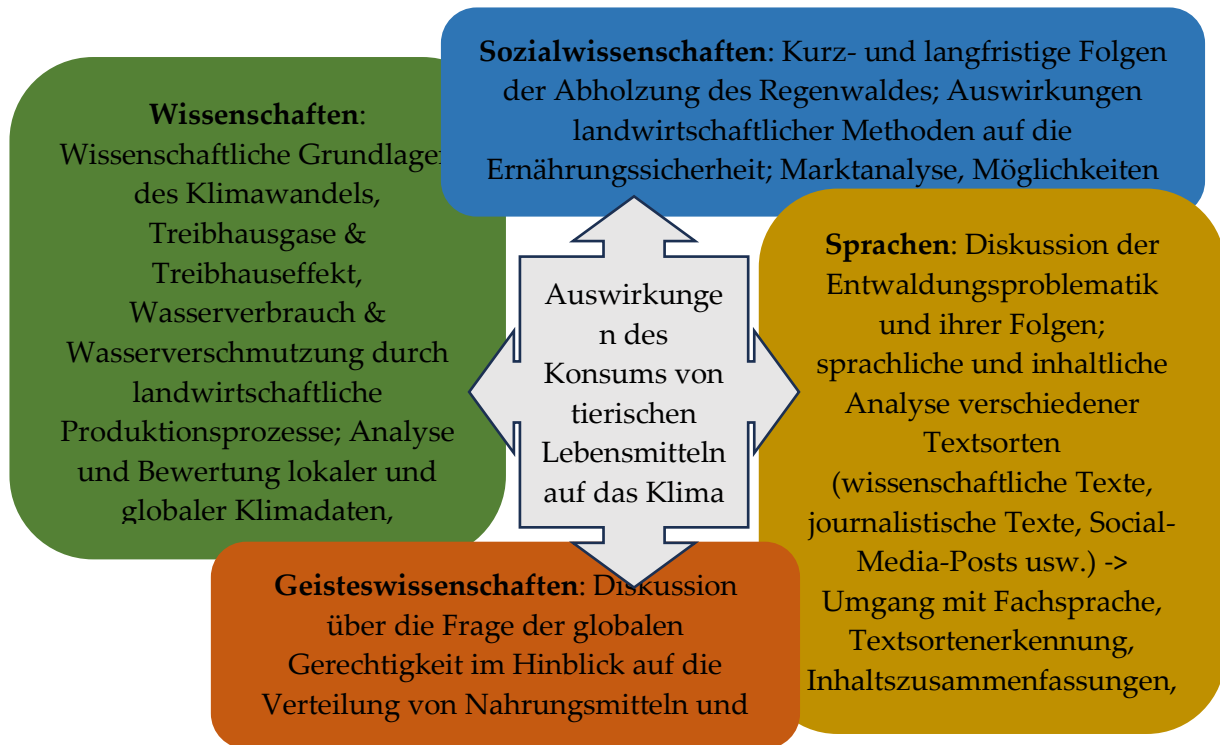 Sozialwissenschaften: Kurz- und langfristige Folgen
der Abholzung des Regenwaldes; Auswirkungen
landwirtschaftlicher Methoden auf die
Ernährungssicherheit; Marktanalyse, Möglichkeiten
Wissenschaften:
Wissenschaftliche Grundlagen
des Klimawandels,
Treibhausgase &
Treibhauseffekt,
Wasserverbrauch &
Wasserverschmutzung durch
landwirtschaftliche
Produktionsprozesse; Analyse
und Bewertung lokaler und
globaler Klimadaten,
Auswirkunge
n des
Konsums von
tierischen
Lebensmitteln
auf das Klima
Sprachen: Diskussion der
Entwaldungsproblematik
und ihrer Folgen;
sprachliche und inhaltliche
Analyse verschiedener
Textsorten
(wissenschaftliche Texte,
journalistische Texte, Social-
Media-Posts usw.) ->
Umgang mit Fachsprache,
Textsortenerkennung,
Inhaltszusammenfassungen,
Geisteswissenschaften: Diskussion
über die Frage der globalen
Gerechtigkeit im Hinblick auf die
Verteilung von Nahrungsmitteln und